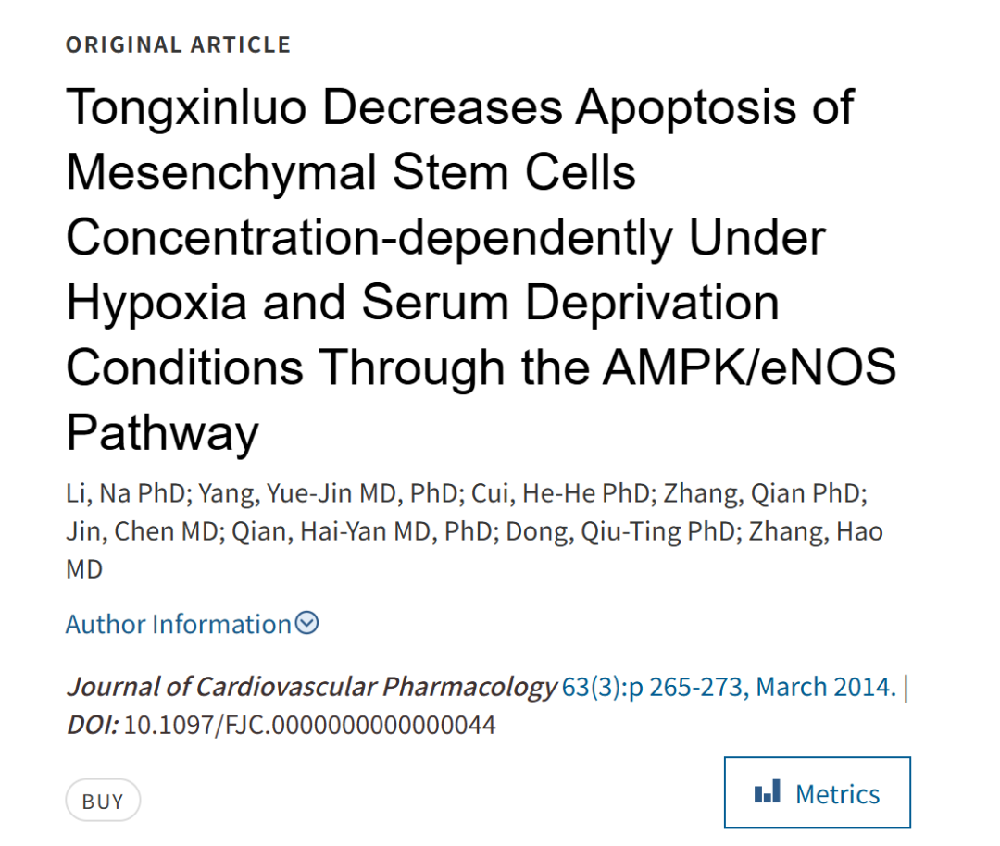 ORIGINAL ARTICLE
Tongxinluo Decreases Apoptosis of
Mesenchymal Stem Cells
Concentration-dependently Under
Hypoxia and Serum Deprivation
Conditions Through the AMPK/eNOS
Pathway
Li, Na PhD; Yang, Yue-Jin MD, PhD; Cui, He-He PhD; Zhang, Qian PhD;
Jin, Chen MD; Qian, Hai-Yan MD, PhD; Dong, Qiu-Ting PhD; Zhang, Hao
MD
Author Information
Journal of Cardiovascular Pharmacology 63(3):p 265-273, March 2014. |
DOI: 10.1097/FJC.0000000000000044
BUY
Metrics